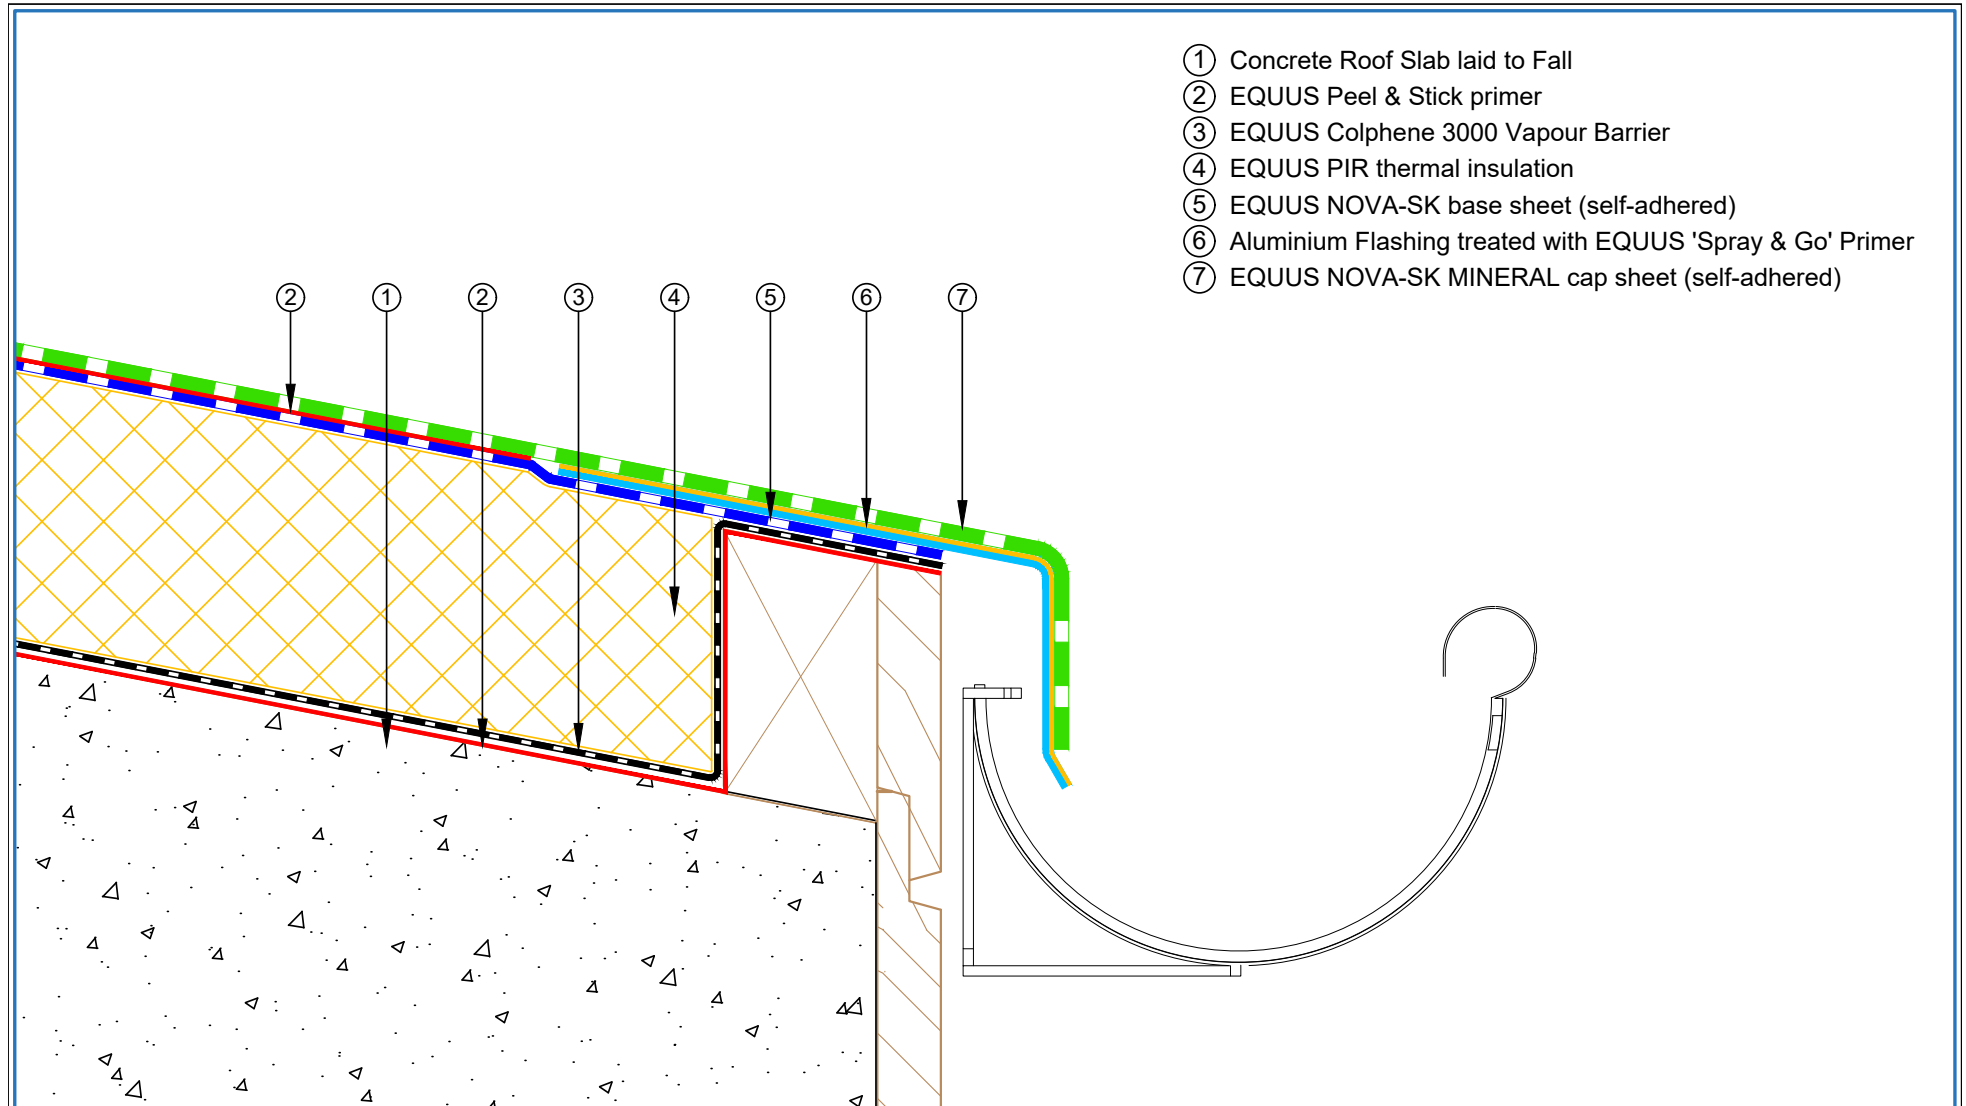 ① Concrete Roof Slab laid to Fall
② EQUUS Peel & Stick primer
③ EQUUS Colphene 3000 Vapour Barrier
④ EQUUS PIR thermal insulation
⑤ EQUUS NOVA-SK base sheet (self-adhered)
⑥ Aluminium Flashing treated with EQUUS 'Spray & Go' Primer
⑦ EQUUS NOVA-SK MINERAL cap sheet (self-adhered)
② ① ② ③ ④ ⑤ ⑥ ⑦